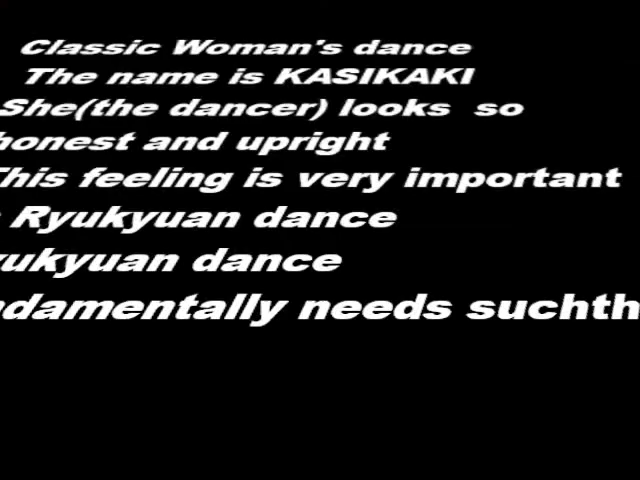 Classic Woman's dance
The name is KASIKAKI
She(the dancer) looks so
honest and upright
This feeling is very important
Ryukyuan dance
yukyuan dance
ndamentally needs suchth